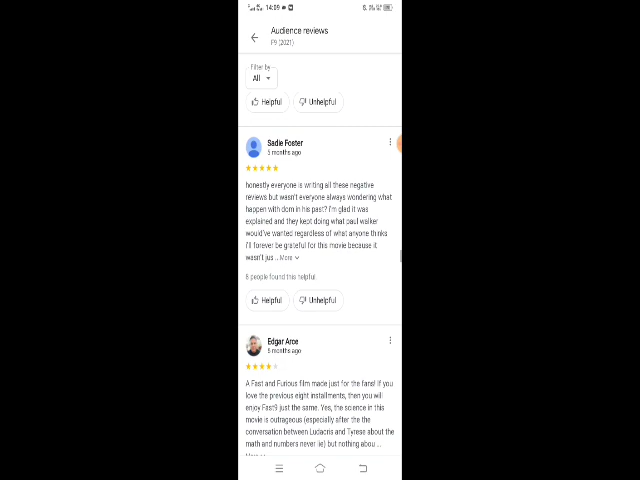 14:09
Audience reviews
F9 (2021)
Filter by
All
Helpful Unhelpful
Sadie Foster
5 months ago
honestly everyone is writing all these negative
reviews but wasn't everyone always wondering what
happen with dom in his past? i'm glad it was
explained and they kept doing what paul walker
would've wanted regardless of what anyone thinks
i'll forever be grateful for this movie because it
wasn't jus ... More
8 people found this helpful
Helpful Unhelpful
Edgar Arce
6 months ago
A Fast and Furious film made just for the fans! If you
love the previous eight installments, then you will
enjoy Fast9 just the same. Yes, the science in this
movie is outrageous (especially after the the
conversation between Ludacris and Tyrese about the
math and numbers never lie) but nothing abou ...